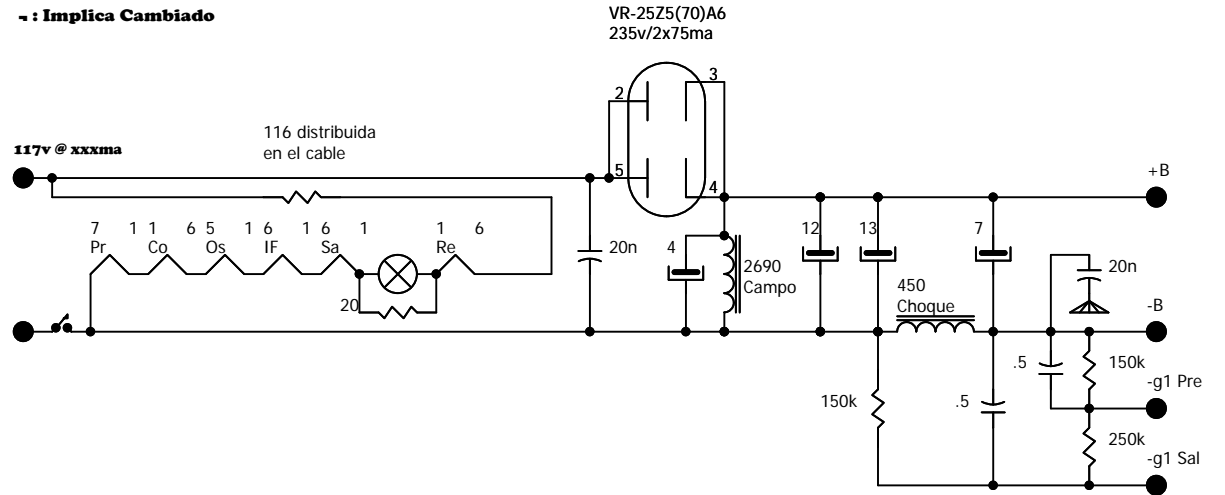 ¬ : Implica Cambiado
VR-25Z5(70)A6
235v/2x75ma
3
2
116 distribuida
en el cable
117v @ xxxma
5
4
+B
7 1 1 6 5 1 6 1 6 1 1 6
Pr Co Os IF Sa Re
20n
4
12
13
7
20n
2690
Campo
450
Choque
20
-B
.5
150k
-g1 Pre
150k
.5
250k
-g1 Sal